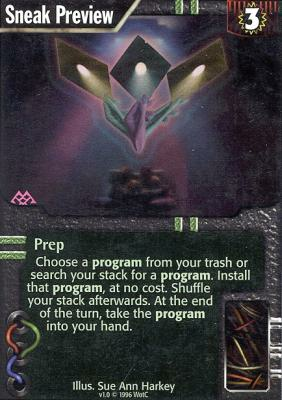 Sneak Preview
3
Prep
Choose a program from your trash or
search your stack for a program. Install
that program, at no cost. Shuffle
your stack afterwards. At the end
of the turn, take the program
into your hand.
Illus. Sue Ann Harkey
v1.0 © 1996 WotC